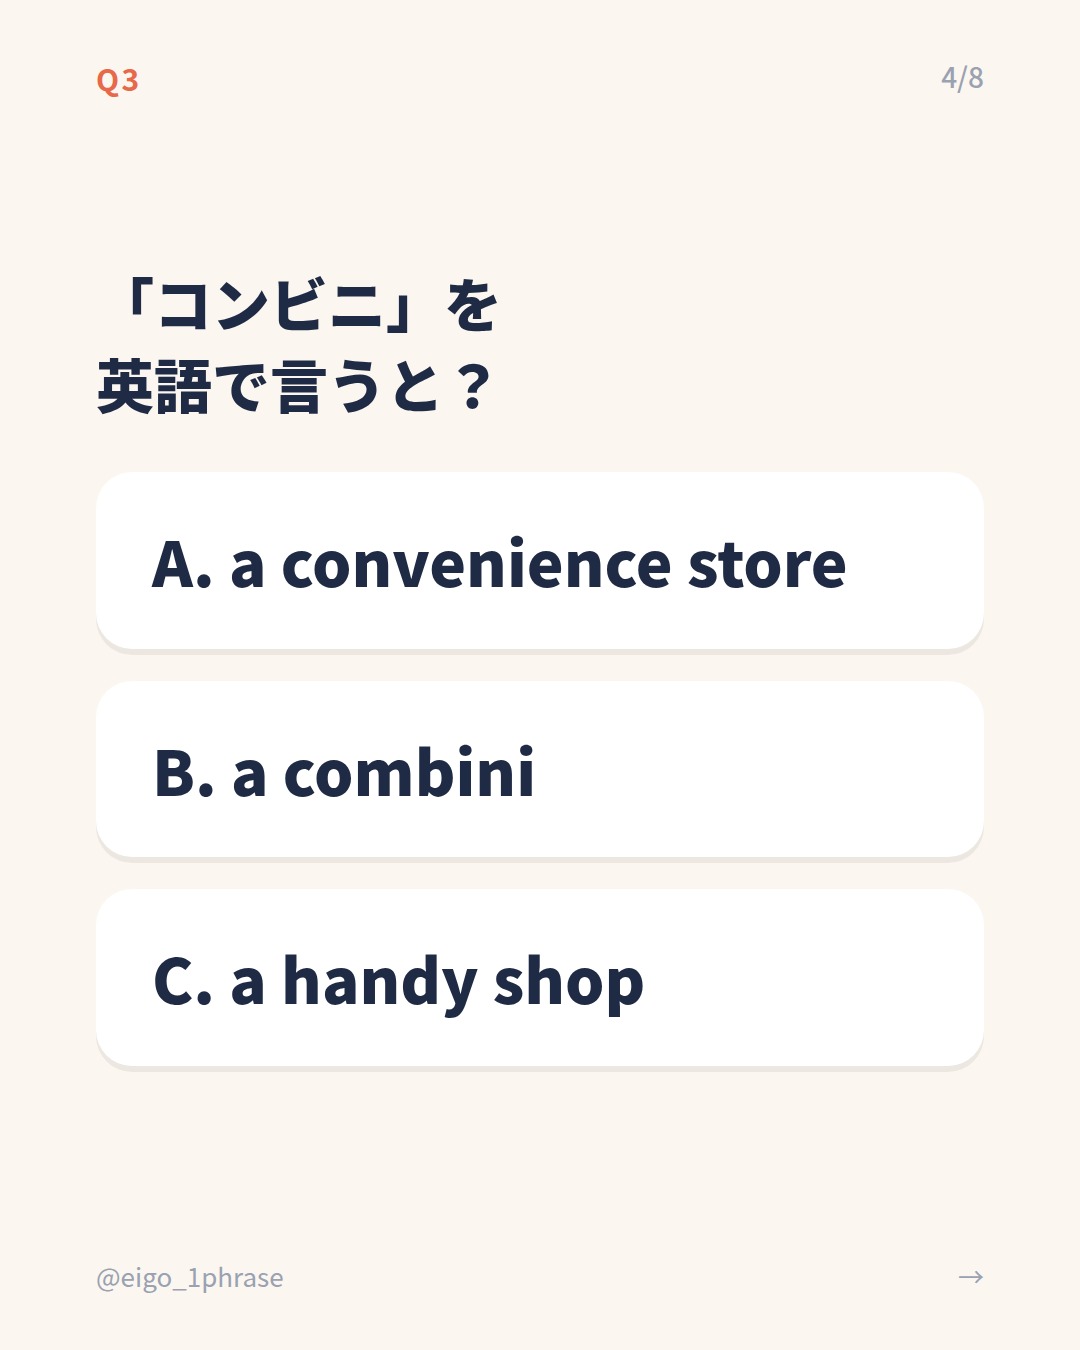 Q3
4/8
「コンビニ」を
英語で言うと？
A. a convenience store
B. a combini
C. a handy shop
@eigo_1phrase
→